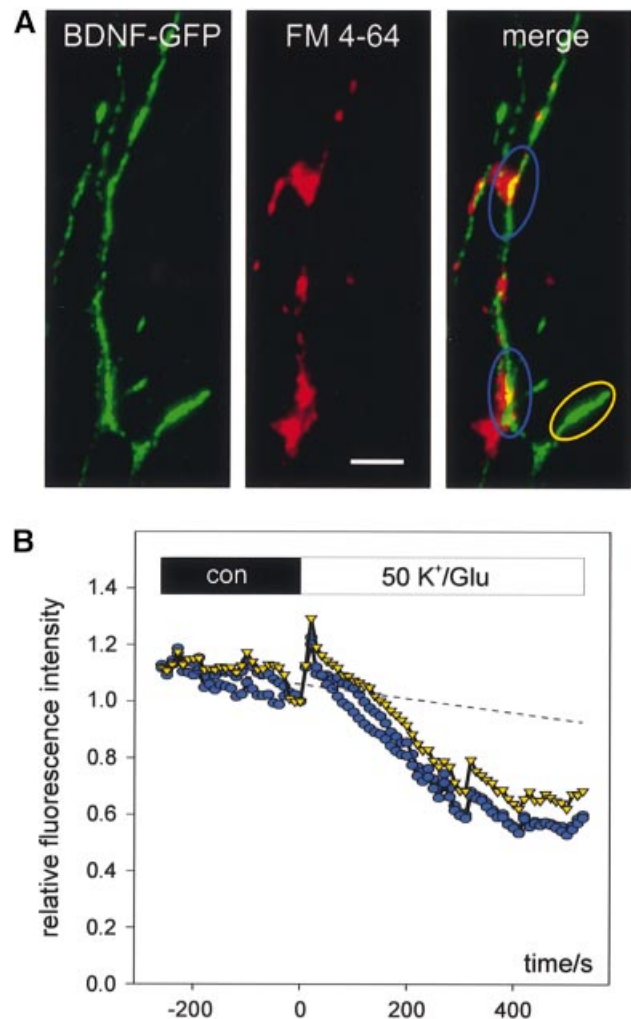 A
BDNF-GFP FM 4-64 merge
B
con 50 K⁺/Glu
1.4
1.2
1.0
0.8
0.6
0.4
0.2
0.0
relative fluorescence intensity
time/s
-200 0 200 400